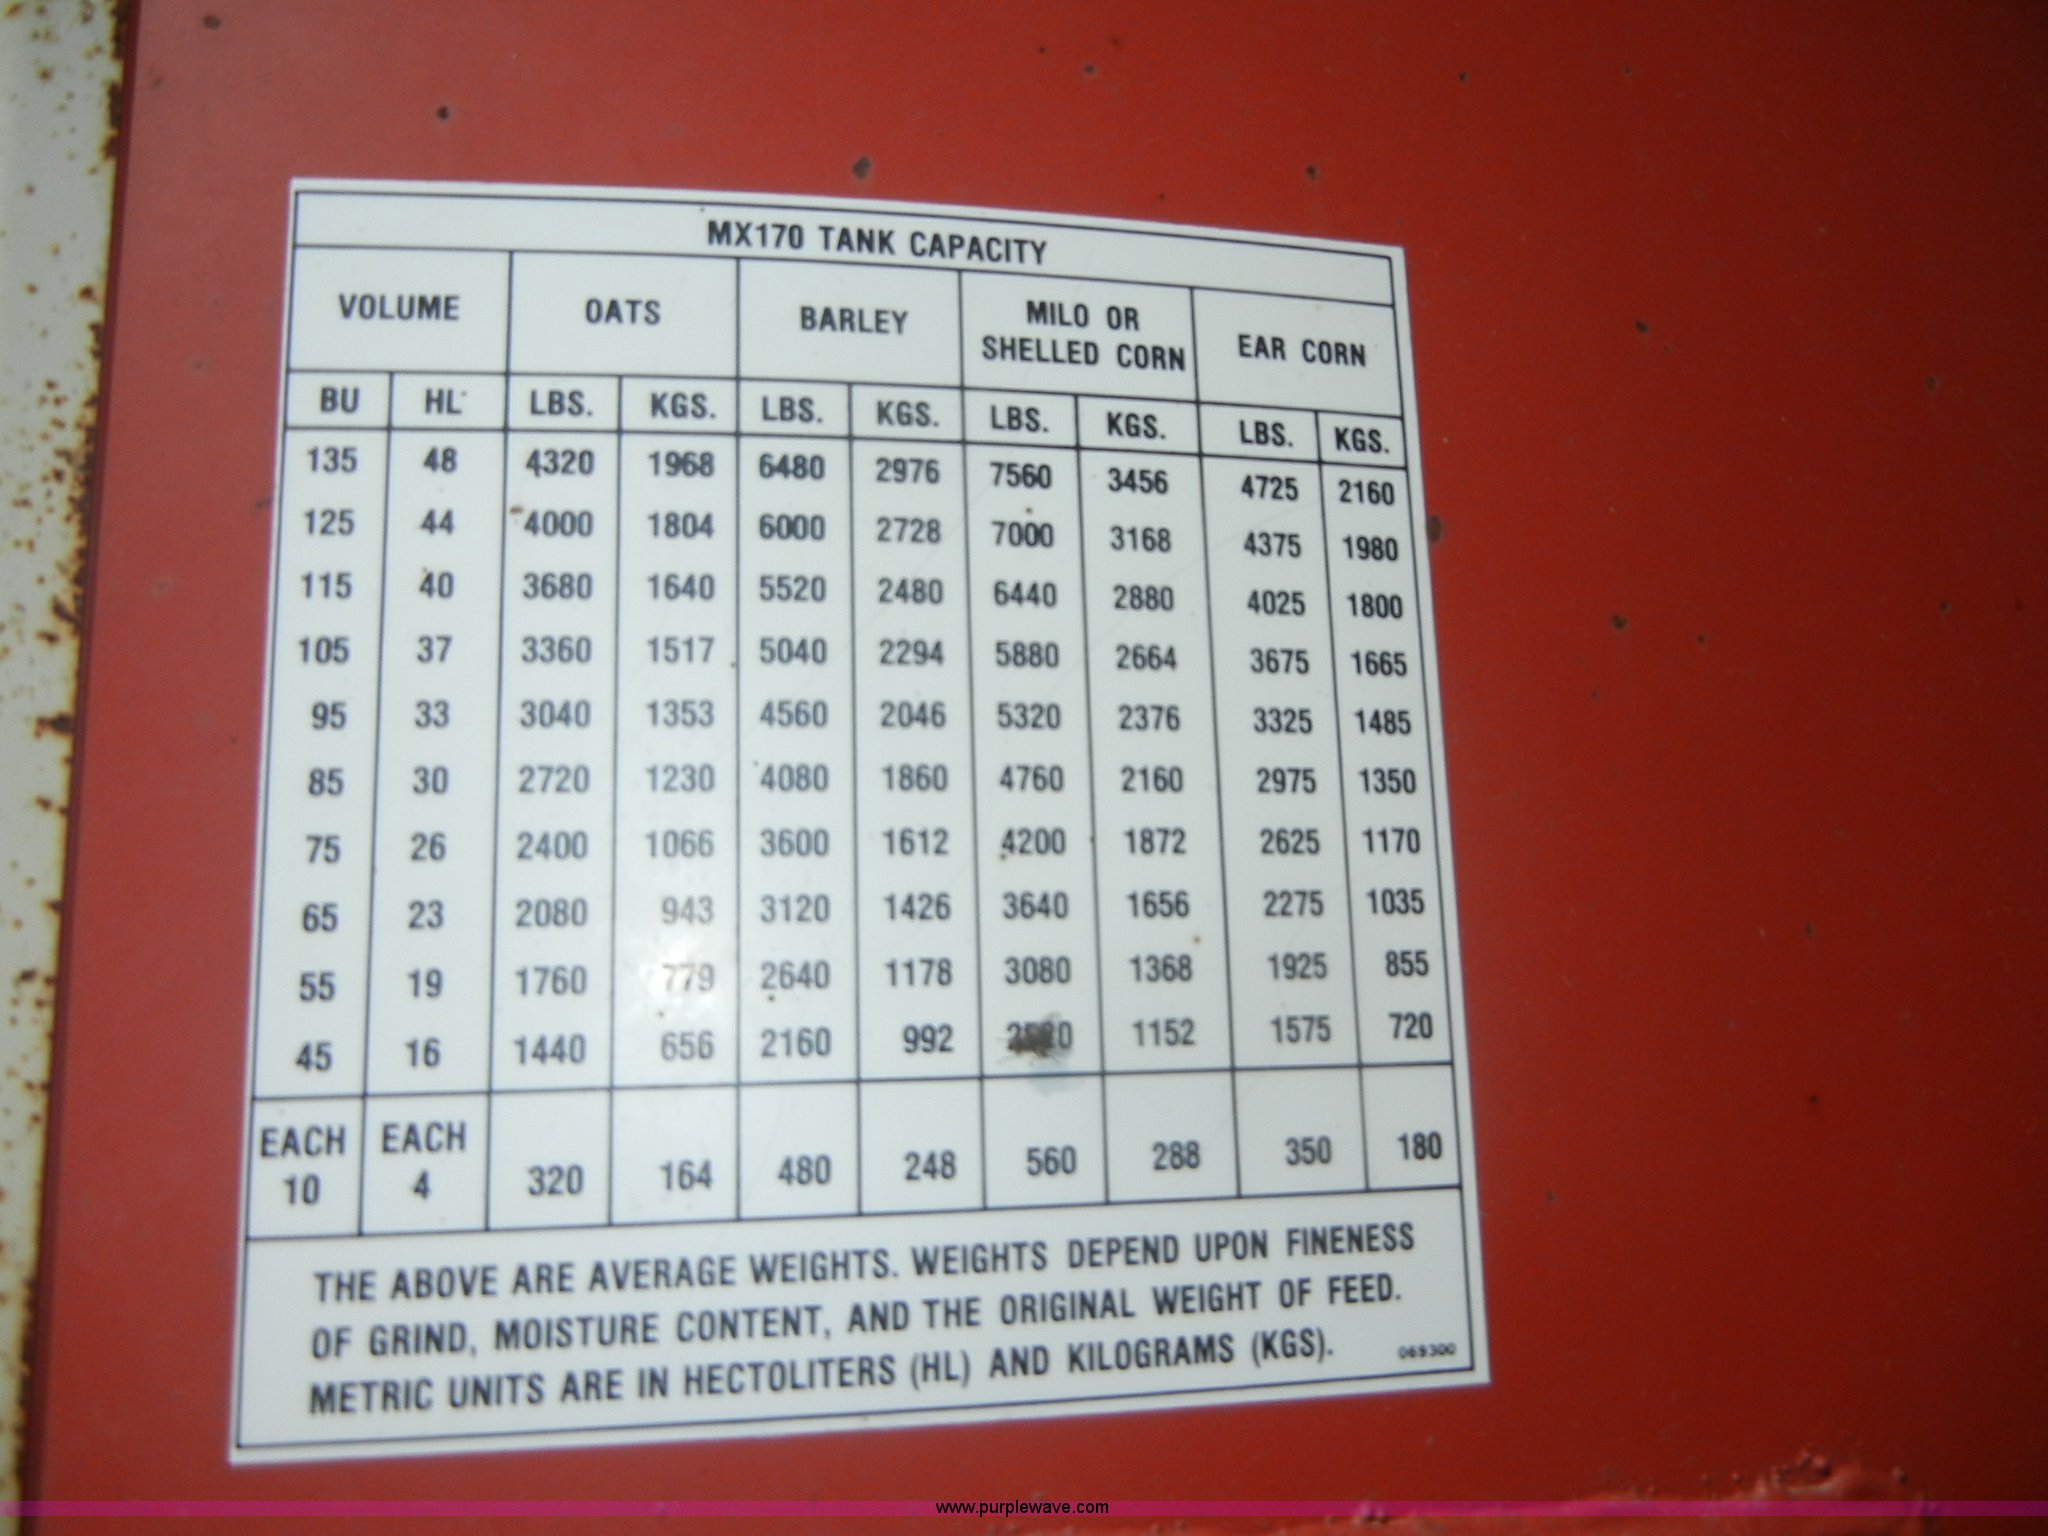 MX170 TANK CAPACITY
VOLUME OATS BARLEY MILO OR SHELLED CORN EAR CORN
BU HL LBS. KGS. LBS. KGS. LBS. KGS. LBS. KGS.
135 48 4320 1968 6480 2976 7560 3456 4725 2160
125 44 4000 1804 6000 2728 7000 3168 4375 1980
115 40 3680 1640 5520 2480 6440 2880 4025 1800
105 37 3360 1517 5040 2294 5880 2664 3675 1665
95 33 3040 1353 4560 2046 5320 2376 3325 1485
85 30 2720 1230 4080 1860 4760 2160 2975 1350
75 26 2400 1066 3600 1612 4200 1872 2625 1170
65 23 2080 943 3120 1426 3640 1656 2275 1035
55 19 1760 779 2640 1178 3080 1368 1925 855
45 16 1440 656 2160 992 1152 1575 720
EACH 10 EACH 4 320 164 480 248 560 288 350 180
THE ABOVE ARE AVERAGE WEIGHTS. WEIGHTS DEPEND UPON FINENESS
OF GRIND, MOISTURE CONTENT, AND THE ORIGINAL WEIGHT OF FEED.
METRIC UNITS ARE IN HECTOLITERS (HL) AND KILOGRAMS (KGS).
069300
www.purplewave.com